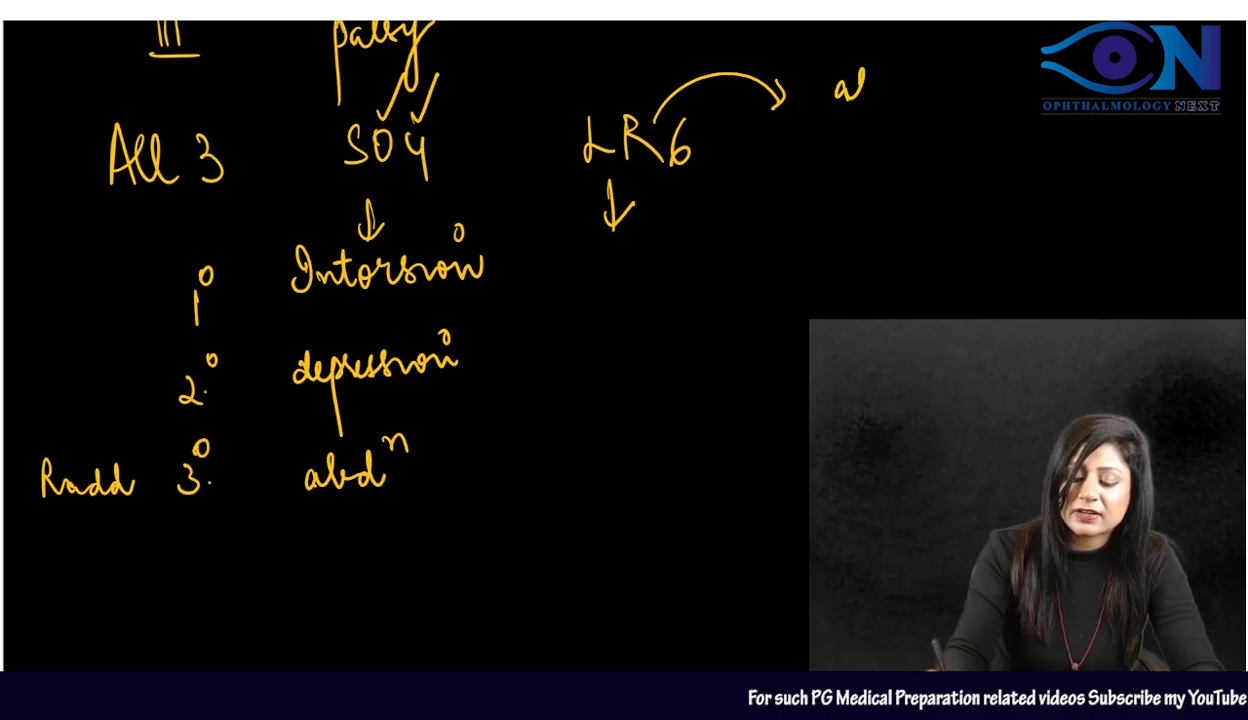 III palsy
All 3 SO4 LR6 a
1° Intorsion
2.° depression
Radd 3.° abdn
ON
OPHTHALMOLOGY NEXT
For such PG Medical Preparation related videos Subscribe my YouTube